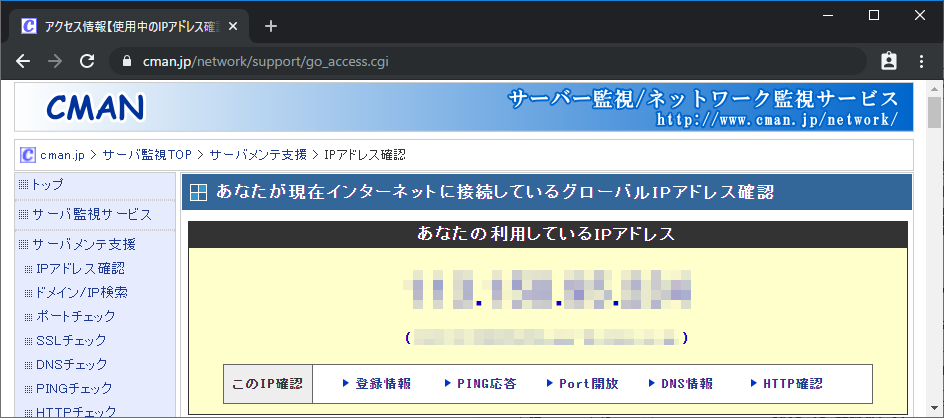 アクセス情報【使用中のIPアドレス確認
cman.jp/network/support/go_access.cgi
CMAN
サーバー監視/ネットワーク監視サービス
http://www.cman.jp/network/
cman.jp > サーバ監視TOP > サーバメンテ支援 > IPアドレス確認
トップ
サーバ監視サービス
サーバメンテ支援
IPアドレス確認
ドメイン/IP検索
ポートチェック
SSLチェック
DNSチェック
PINGチェック
HTTPチェック
あなたが現在インターネットに接続しているグローバルIPアドレス確認
あなたの利用しているIPアドレス
このIP確認 登録情報 PING応答 Port開放 DNS情報 HTTP確認